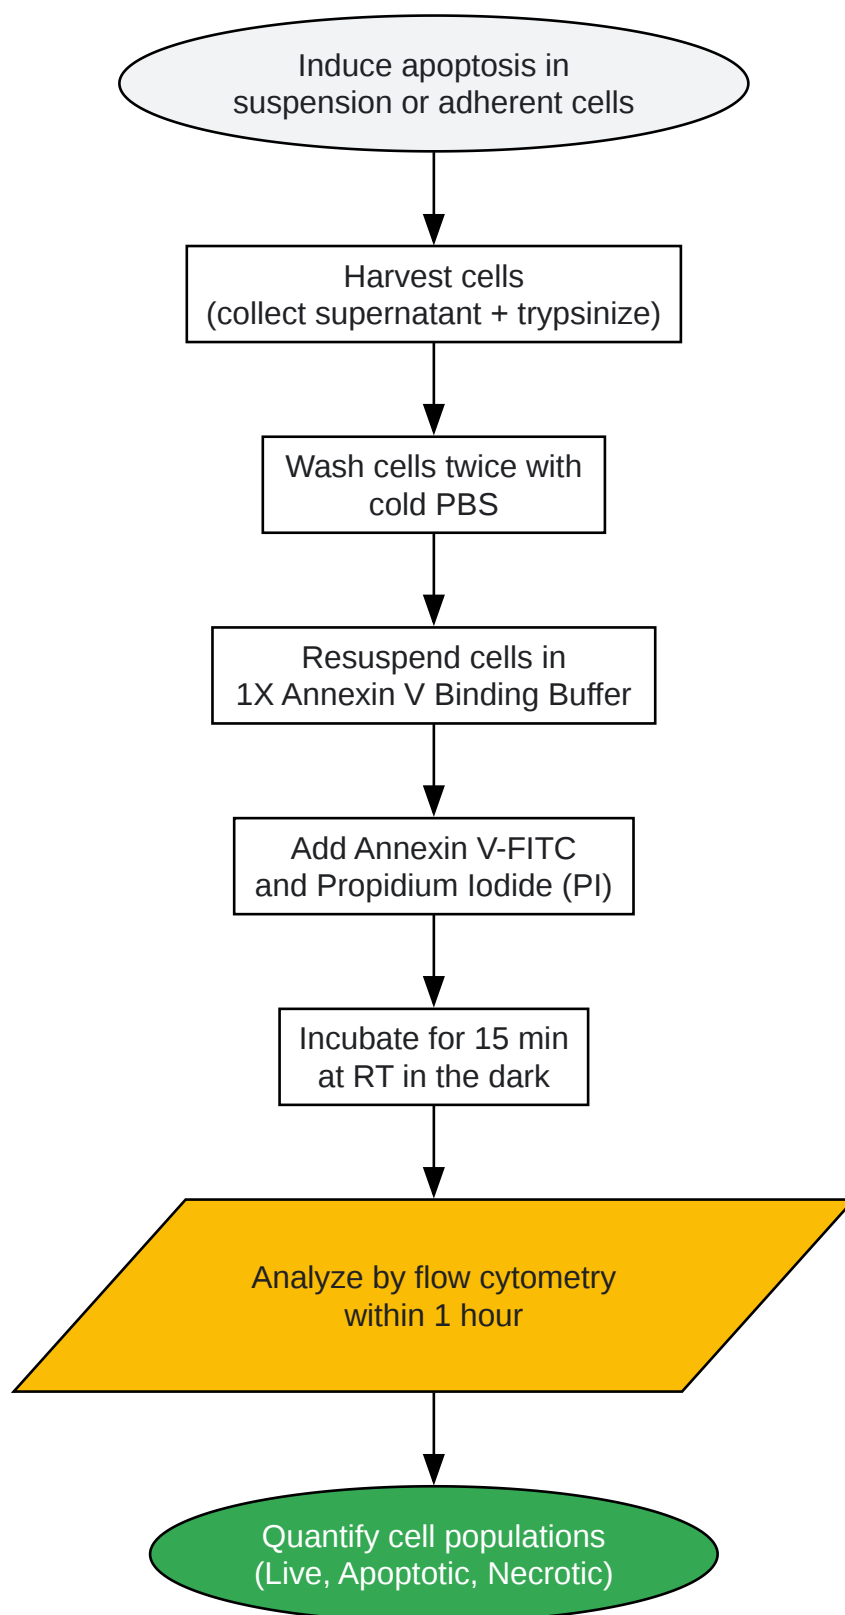 Induce apoptosis in
suspension or adherent cells
Harvest cells
(collect supernatant + trypsinize)
Wash cells twice with
cold PBS
Resuspend cells in
1X Annexin V Binding Buffer
Add Annexin V-FITC
and Propidium Iodide (PI)
Incubate for 15 min
at RT in the dark
Analyze by flow cytometry
within 1 hour
Quantify cell populations
(Live, Apoptotic, Necrotic)